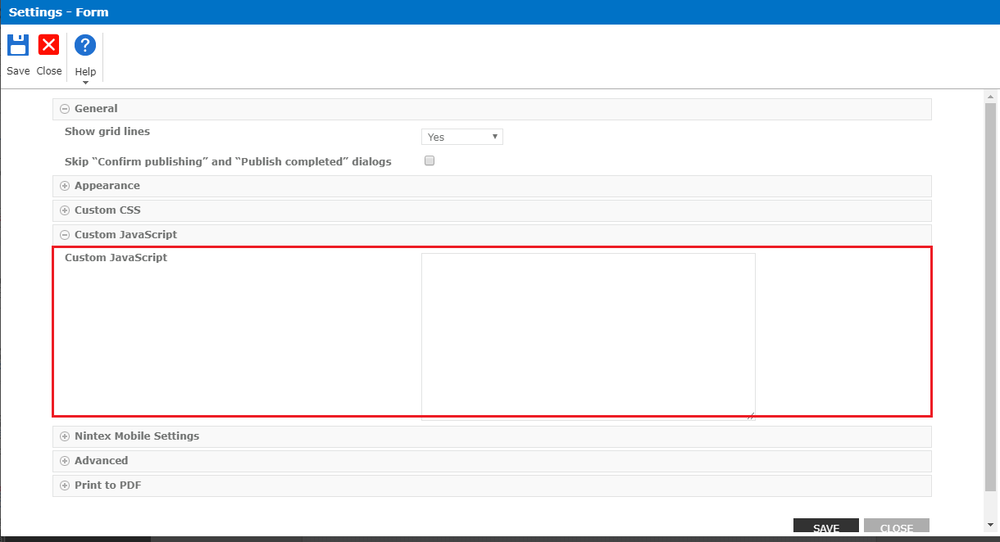 Settings - Form
Save Close Help
General
Show grid lines Yes
Skip “Confirm publishing” and “Publish completed” dialogs
Appearance
Custom CSS
Custom JavaScript
Custom JavaScript
Nintex Mobile Settings
Advanced
Print to PDF
SAVE CLOSE